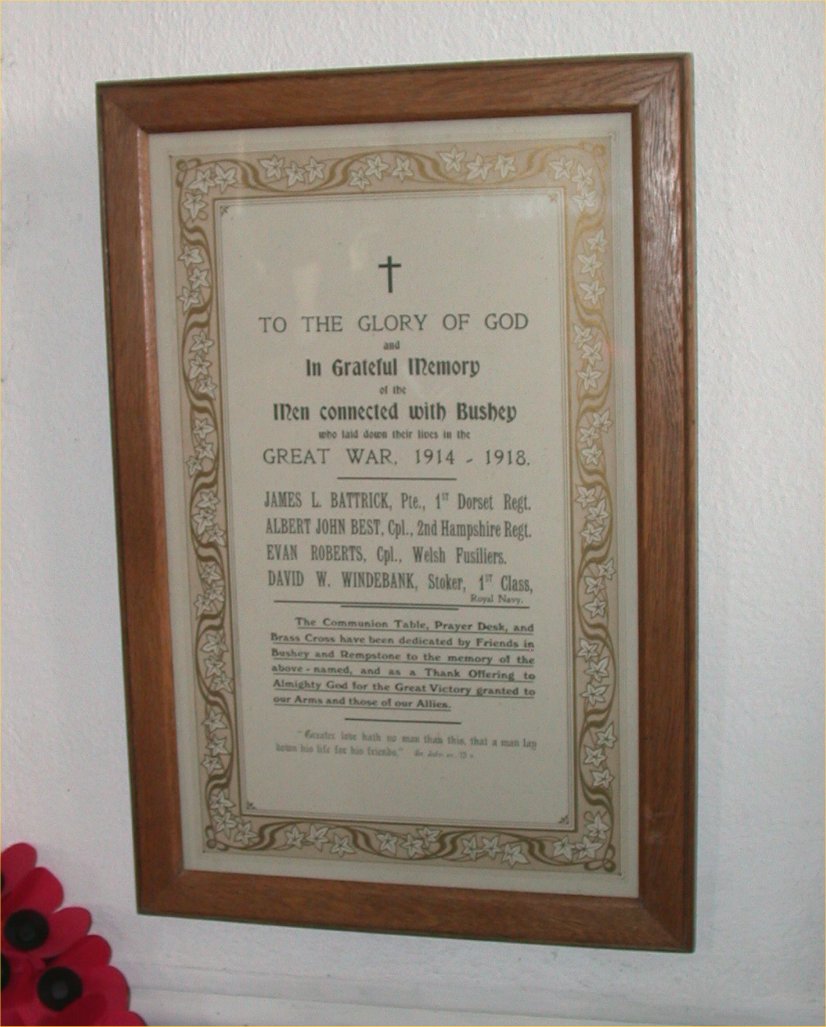 TO THE GLORY OF GOD
and
In Grateful Memory
of the
Men connected with Bushey
who laid down their lives in the
GREAT WAR, 1914 - 1918.
JAMES L. BATTRICK, Pte., 1ST Dorset Regt.
ALBERT JOHN BEST, Cpl., 2nd Hampshire Regt.
EVAN ROBERTS, Cpl., Welsh Fusiliers.
DAVID W. WINDEBANK, Stoker, 1ST Class,
Royal Navy.
The Communion Table, Prayer Desk, and
Brass Cross have been dedicated by Friends in
Bushey and Rempstone to the memory of the
above-named, and as a Thank Offering to
Almighty God for the Great Victory granted to
our Arms and those of our Allies.
"Greater love hath no man than this, that a man lay
down his life for his friends." St. John